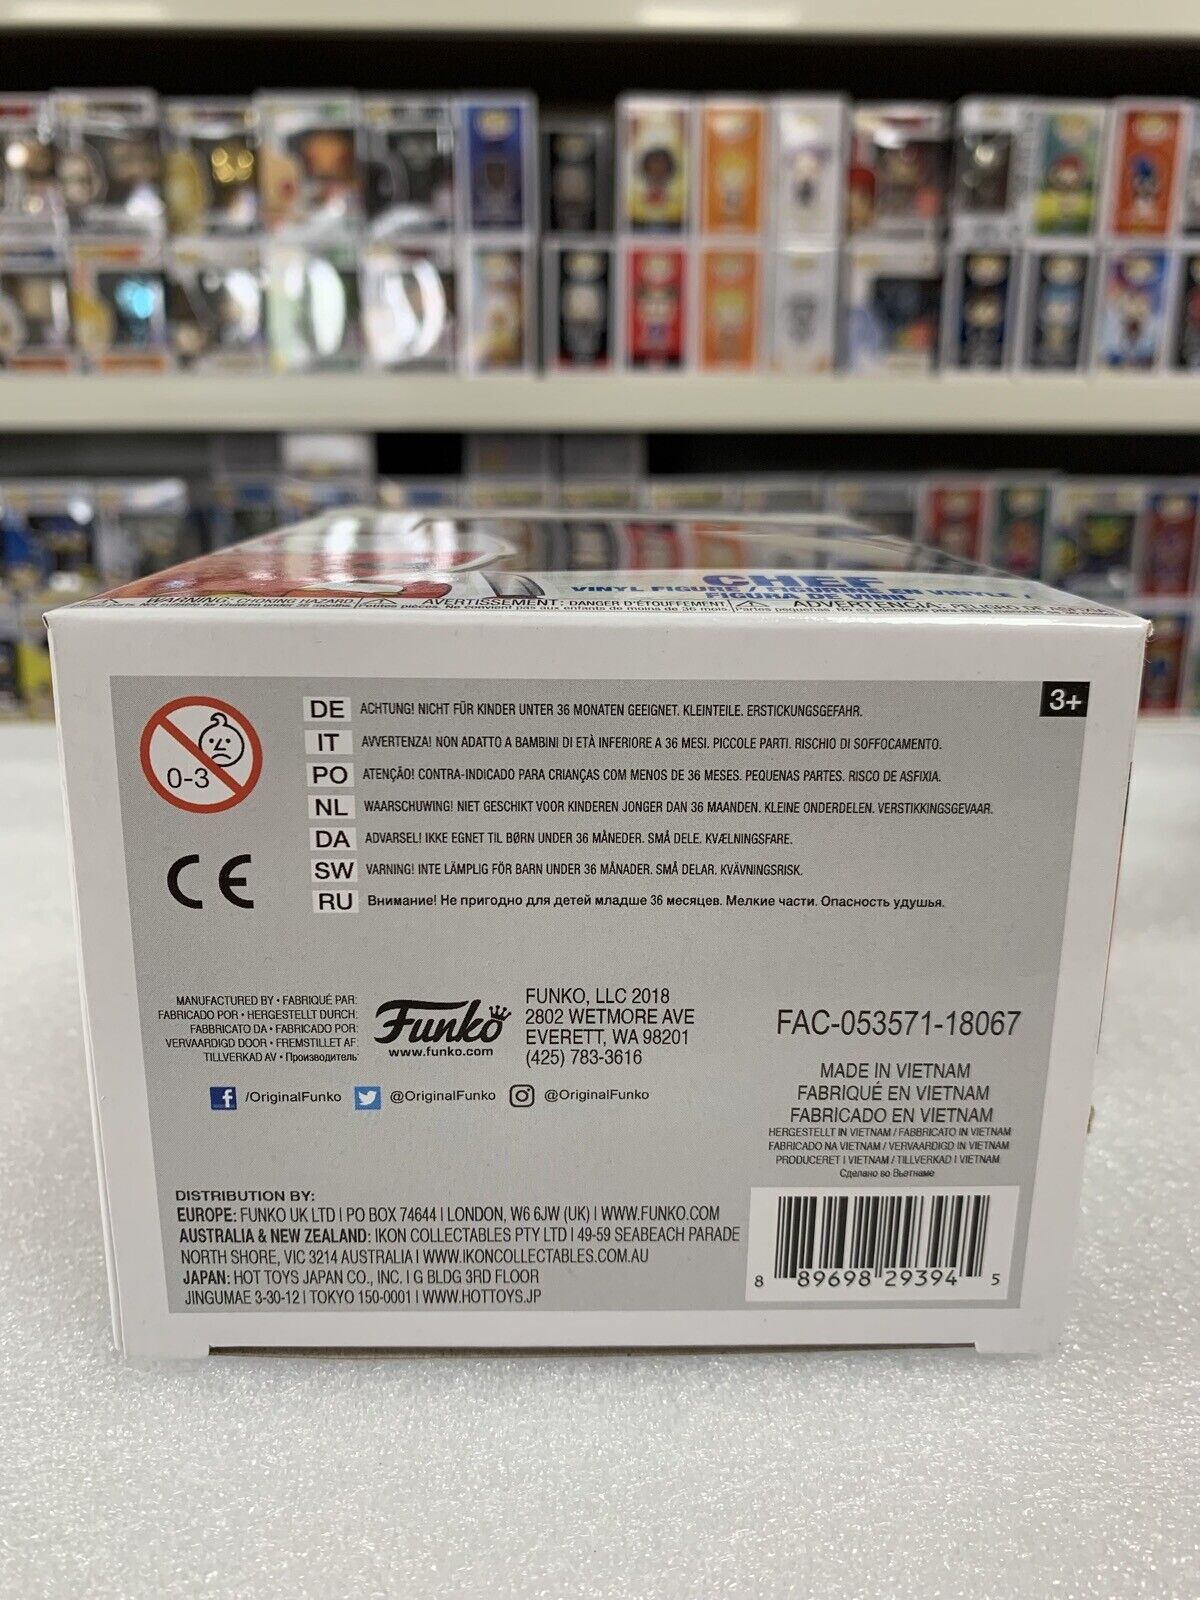 CHEF
VINYL FIGURE / FIGURINE EN VINYLE /
FIGURA DE VINIL
WARNING: CHOKING HAZARD
AVERTISSEMENT: DANGER D'ÉTOUFFEMENT
ADVERTENCIA: PELIGRO DE ASFIXIA
3+
0-3
DE ACHTUNG! NICHT FÜR KINDER UNTER 36 MONATEN GEEIGNET. KLEINTEILE. ERSTICKUNGSGEFAHR.
IT AVVERTENZA! NON ADATTO A BAMBINI DI ETÀ INFERIORE A 36 MESI. PICCOLE PARTI. RISCHIO DI SOFFOCAMENTO.
PO ATENÇÃO! CONTRA-INDICADO PARA CRIANÇAS COM MENOS DE 36 MESES. PEQUENAS PARTES. RISCO DE ASFIXIA.
NL WAARSCHUWING! NIET GESCHIKT VOOR KINDEREN JONGER DAN 36 MAANDEN. KLEINE ONDERDELEN. VERSTIKKINGSGEVAAR.
DA ADVARSEL! IKKE EGNET TIL BØRN UNDER 36 MÅNEDER. SMÅ DELE. KVÆLNINGSFARE.
SW VARNING! INTE LÄMPLIG FÖR BARN UNDER 36 MÅNADER. SMÅ DELAR. KVÄVNINGSRISK.
RU Внимание! Не пригодно для детей младше 36 месяцев. Мелкие части. Опасность удушья.
CE
MANUFACTURED BY • FABRIQUÉ PAR:
FABRICADO POR • HERGESTELLT DURCH:
FABBRICATO DA • FABRICADO POR:
VERVAARDIGD DOOR • FREMSTILLET AF:
TILLVERKAD AV • Производитель:
Funko
www.funko.com
FUNKO, LLC 2018
2802 WETMORE AVE
EVERETT, WA 98201
(425) 783-3616
/OriginalFunko @OriginalFunko @OriginalFunko
FAC-053571-18067
MADE IN VIETNAM
FABRIQUÉ EN VIETNAM
FABRICADO EN VIETNAM
HERGESTELLT IN VIETNAM / FABBRICATO IN VIETNAM
FABRICADO NA VIETNAM / VERVAARDIGD IN VIETNAM
PRODUCERET I VIETNAM / TILLVERKAD I VIETNAM
Сделано во Вьетнаме
DISTRIBUTION BY:
EUROPE: FUNKO UK LTD | PO BOX 74644 | LONDON, W6 6JW (UK) | WWW.FUNKO.COM
AUSTRALIA & NEW ZEALAND: IKON COLLECTABLES PTY LTD | 49-59 SEABEACH PARADE
NORTH SHORE, VIC 3214 AUSTRALIA | WWW.IKONCOLLECTABLES.COM.AU
JAPAN: HOT TOYS JAPAN CO., INC. | G BLDG 3RD FLOOR
JINGUMAE 3-30-12 | TOKYO 150-0001 | WWW.HOTTOYS.JP
8 89698 29394 5